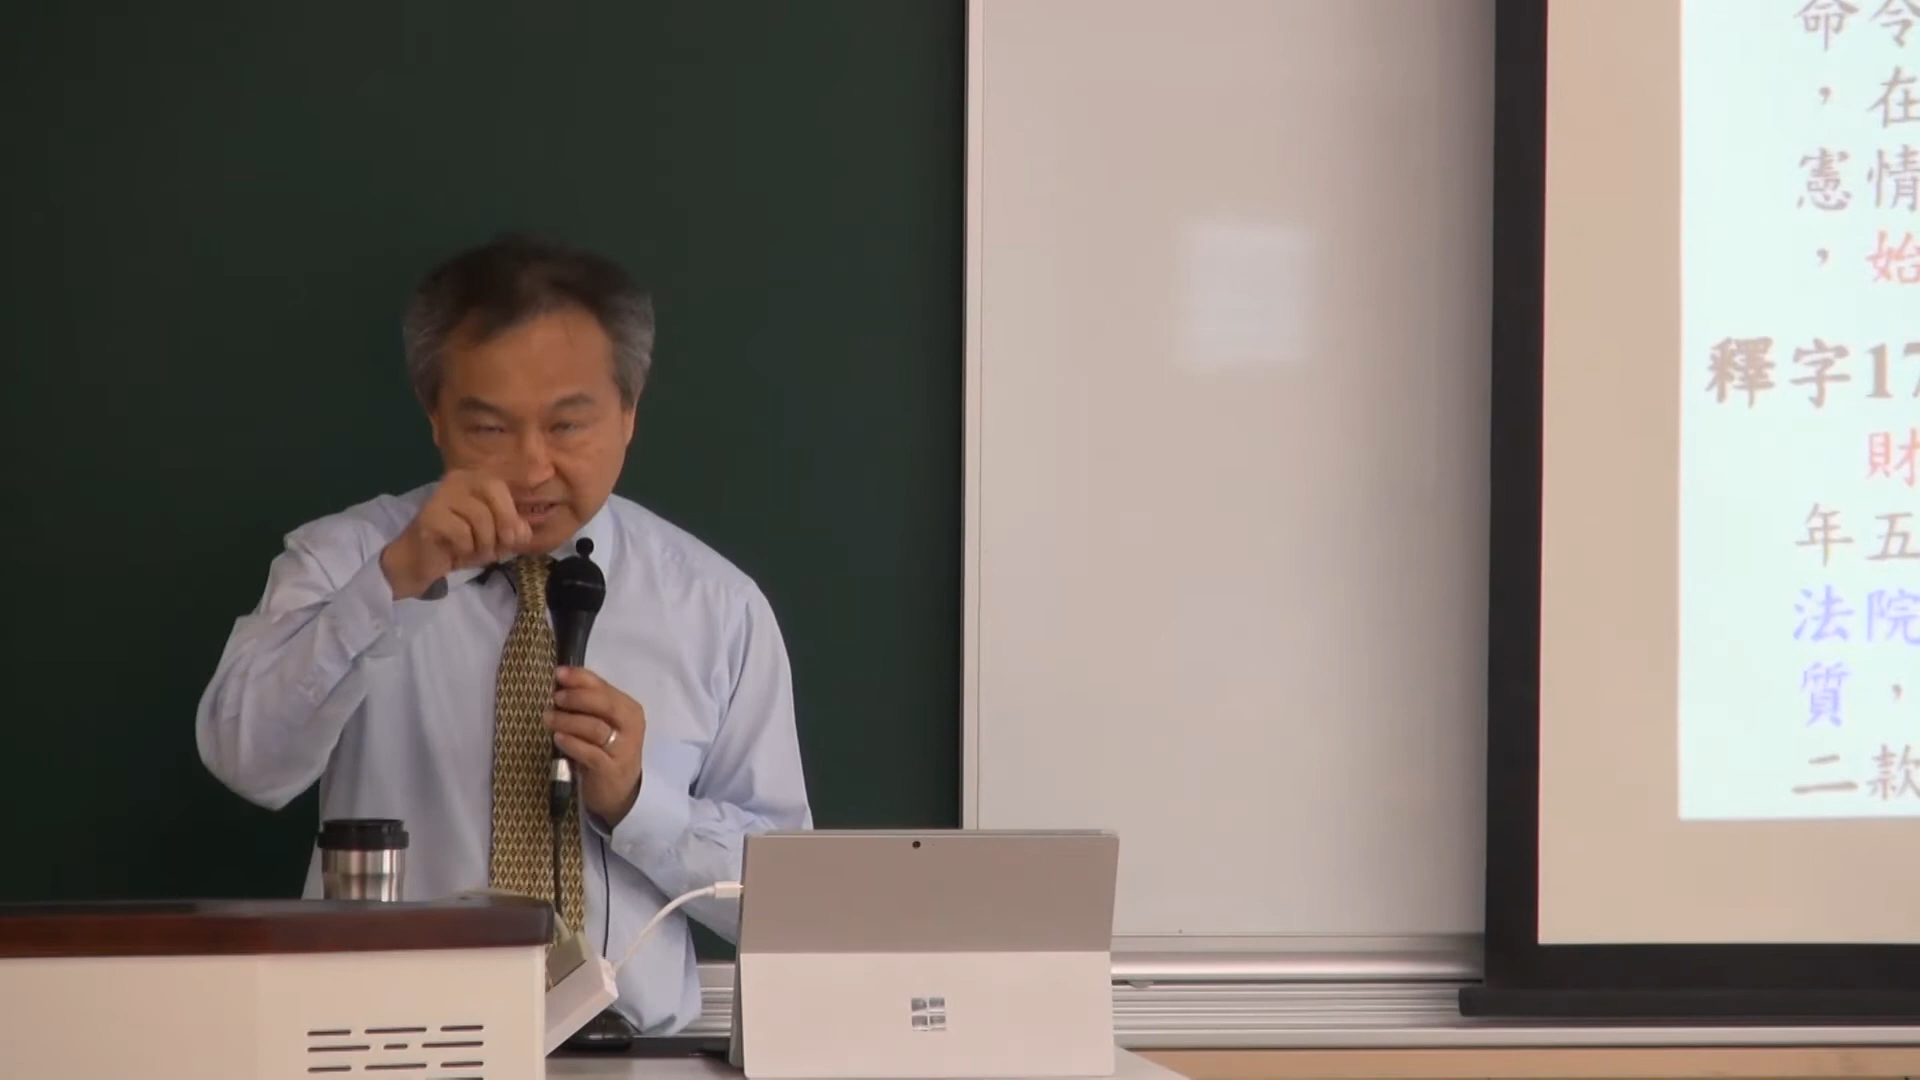 命令
，在
憲情
，始
釋字17
財
年五
法院
質，
二款